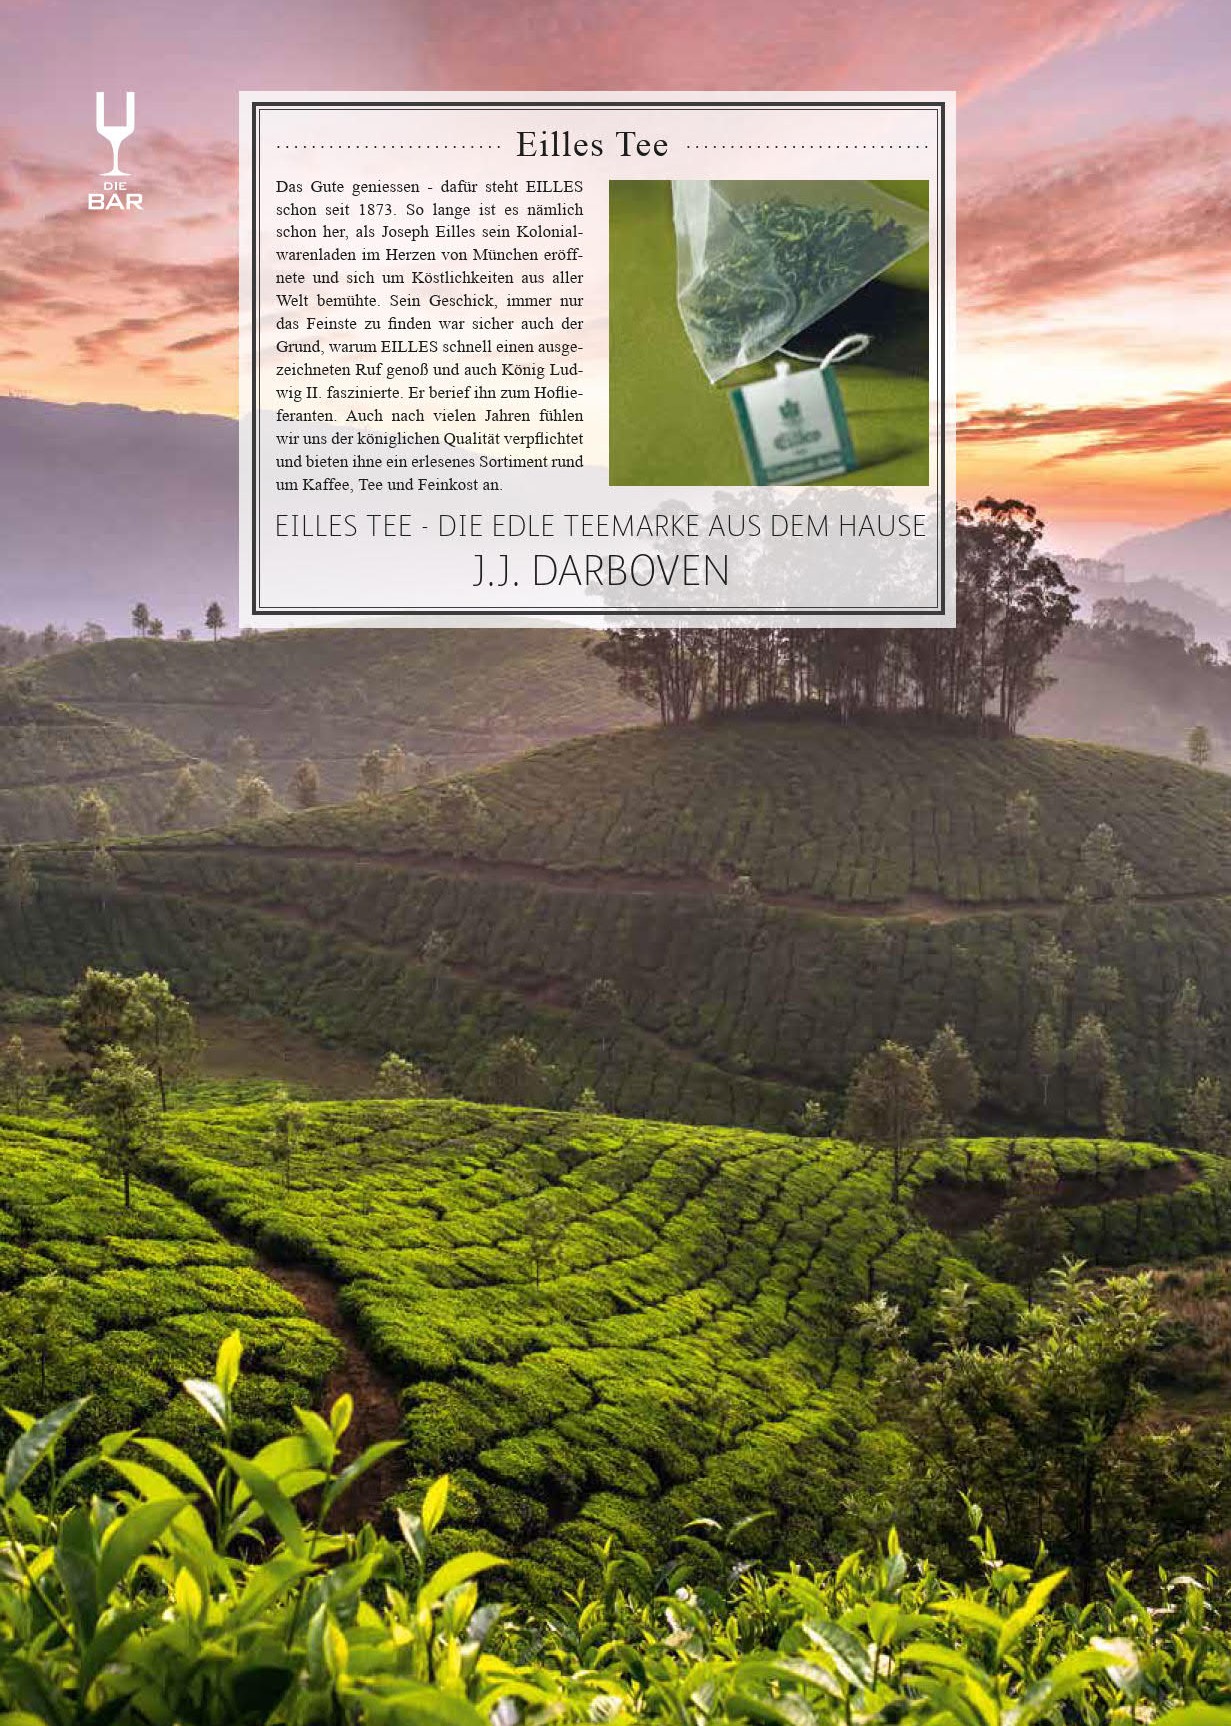 DIE
BAR
Eilles Tee
Das Gute geniessen - dafür steht EILLES
schon seit 1873. So lange ist es nämlich
schon her, als Joseph Eilles sein Kolonial-
warenladen im Herzen von München eröff-
nete und sich um Köstlichkeiten aus aller
Welt bemühte. Sein Geschick, immer nur
das Feinste zu finden war sicher auch der
Grund, warum EILLES schnell einen ausge-
zeichneten Ruf genoß und auch König Lud-
wig II. faszinierte. Er berief ihn zum Hoflie-
feranten. Auch nach vielen Jahren fühlen
wir uns der königlichen Qualität verpflichtet
und bieten ihne ein erlesenes Sortiment rund
um Kaffee, Tee und Feinkost an.
Eilles
EILLES TEE - DIE EDLE TEEMARKE AUS DEM HAUSE
J.J. DARBOVEN